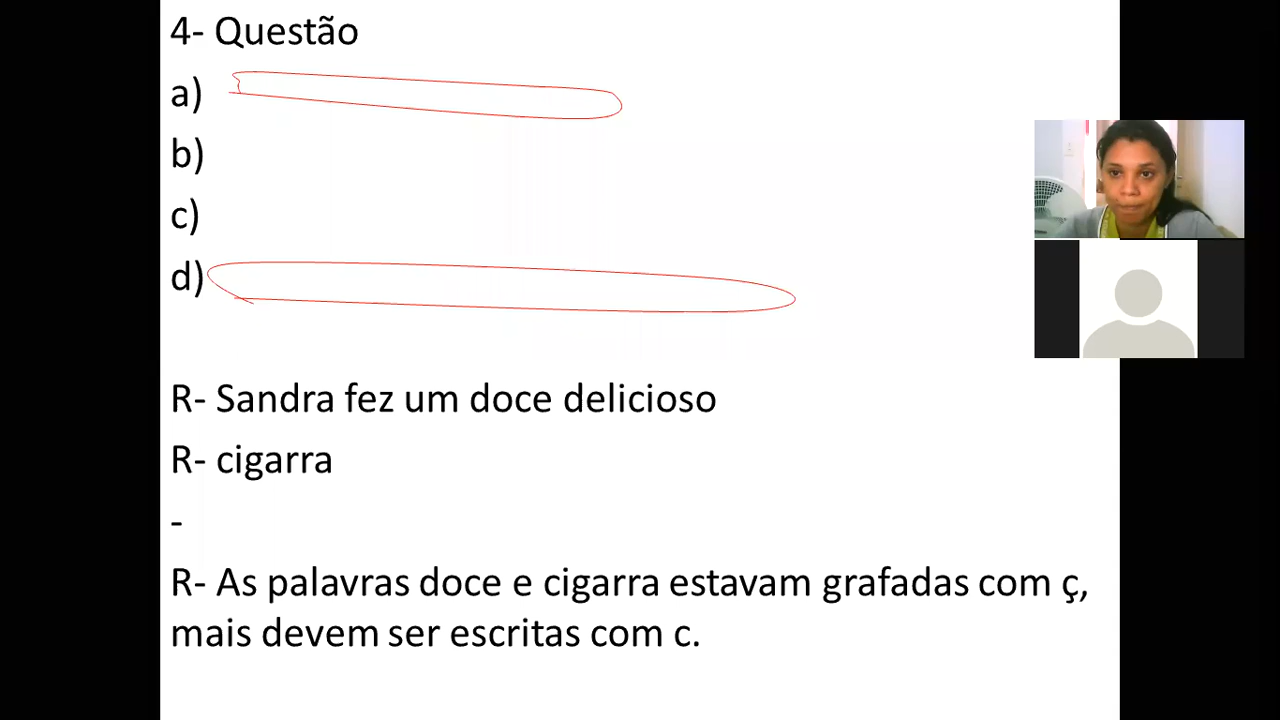 4- Questão
a)
b)
c)
d)
R- Sandra fez um doce delicioso
R- cigarra
-
R- As palavras doce e cigarra estavam grafadas com ç,
mais devem ser escritas com c.